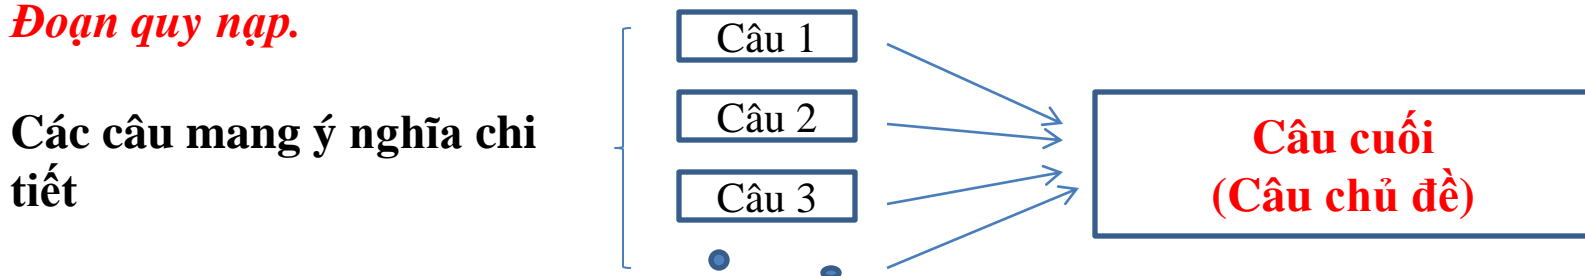 Đoạn quy nạp.
Các câu mang ý nghĩa chi
tiết
Câu 1
Câu 2
Câu 3
Câu cuối
(Câu chủ đề)